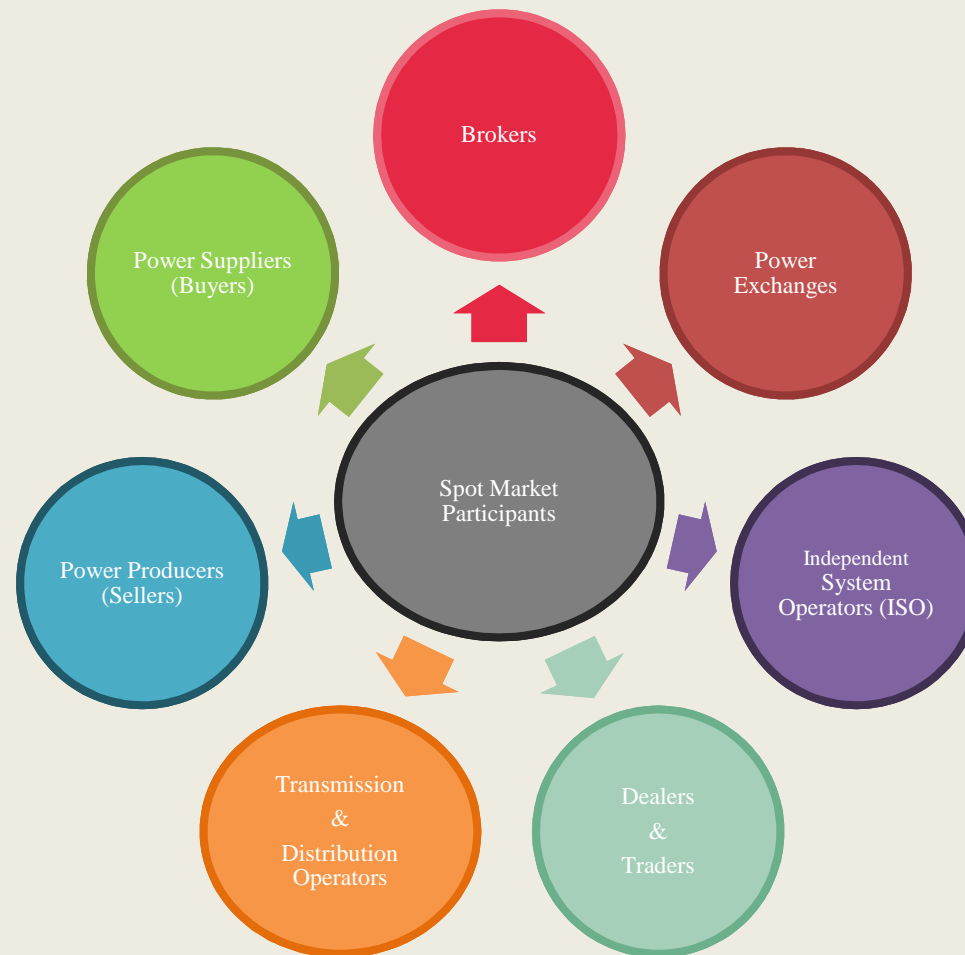 Brokers
Power Suppliers
(Buyers)
Power
Exchanges
Spot Market
Participants
Power Producers
(Sellers)
Independent
System
Operators (ISO)
Transmission
&
Distribution
Operators
Dealers
&
Traders